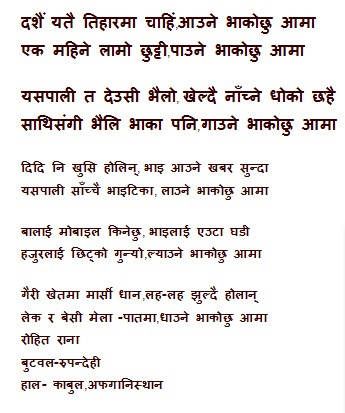 दशैं यतै तिहारमा चाहिं,आउने भाकोछु आमा
एक महिने लामो छुट्टी,पाउने भाकोछु आमा
यसपाली त देउसी भैलो, खेल्दै नाँच्ने धोको छहै
साथिसंगी भैलि भाका पनि,गाउने भाकोछु आमा
दिदि नि खुसि होलिन्, भाइ आउने खबर सुन्दा
यसपाली साँच्चै भाइटिका, लाउने भाकोछु आमा
बालाई मोबाइल किनेछु, भाइलाई एउटा घडी
हजुरलाई छिट्को गुन्यो,ल्याउने भाकोछु आमा
गैरी खेतमा मार्सी धान,लह-लह झुल्दै होलान्
लेक र बेसी मेला -पातमा,धाउने भाकोछु आमा
रोहित राना
बुटवल-रुपन्देही
हाल- काबुल,अफगानिस्थान